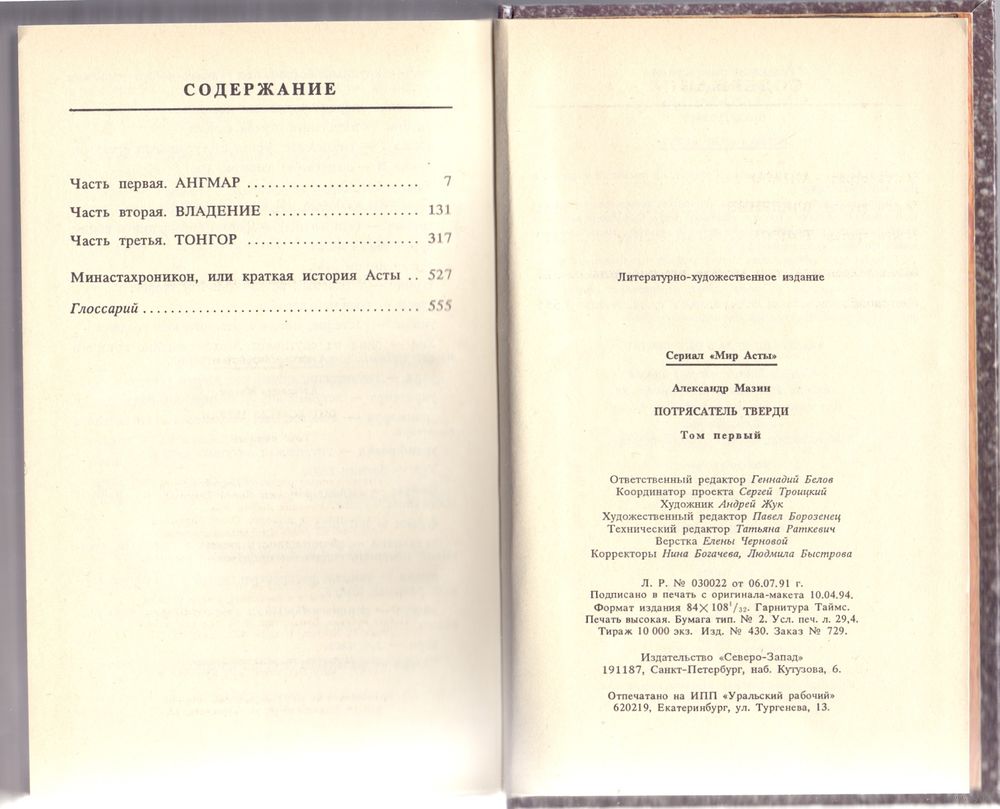 СОДЕРЖАНИЕ
Часть первая. АНГМАР ........................ 7
Часть вторая. ВЛАДЕНИЕ ..................... 131
Часть третья. ТОНГОР ........................ 317
Минастахроникон, или краткая история Асты .. 527
Глоссарий ....................................... 555
Литературно-художественное издание
Сериал «Мир Асты»
Александр Мазин
ПОТРЯСАТЕЛЬ ТВЕРДИ
Том первый
Ответственный редактор Геннадий Белов
Координатор проекта Сергей Троицкий
Художник Андрей Жук
Художественный редактор Павел Борозенец
Технический редактор Татьяна Раткевич
Верстка Елены Черновой
Корректоры Нина Богачева, Людмила Быстрова
Л. Р. № 030022 от 06.07.91 г.
Подписано в печать с оригинала-макета 10.04.94.
Формат издания 84×108¹/₃₂. Гарнитура Таймс.
Печать высокая. Бумага тип. № 2. Усл. печ. л. 29,4.
Тираж 10 000 экз. Изд. № 430. Заказ № 729.
Издательство «Северо-Запад»
191187, Санкт-Петербург, наб. Кутузова, 6.
Отпечатано на ИПП «Уральский рабочий»
620219, Екатеринбург, ул. Тургенева, 13.